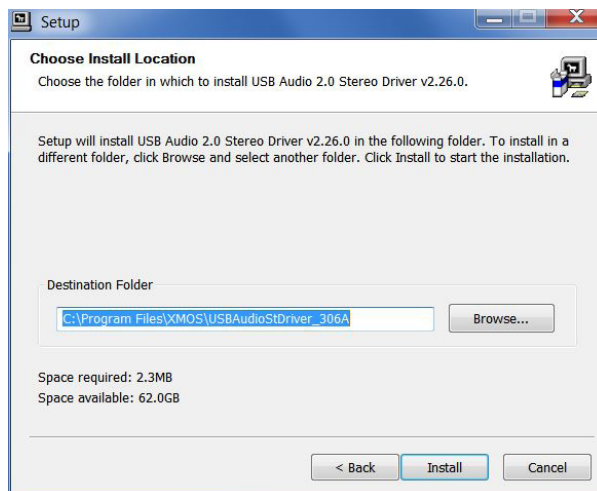 Setup
Choose Install Location
Choose the folder in which to install USB Audio 2.0 Stereo Driver v2.26.0.
Setup will install USB Audio 2.0 Stereo Driver v2.26.0 in the following folder. To install in a
different folder, click Browse and select another folder. Click Install to start the installation.
Destination Folder
C:\Program Files\XMOS\USBAudioStDriver_306A
Browse...
Space required: 2.3MB
Space available: 62.0GB
< Back
Install
Cancel